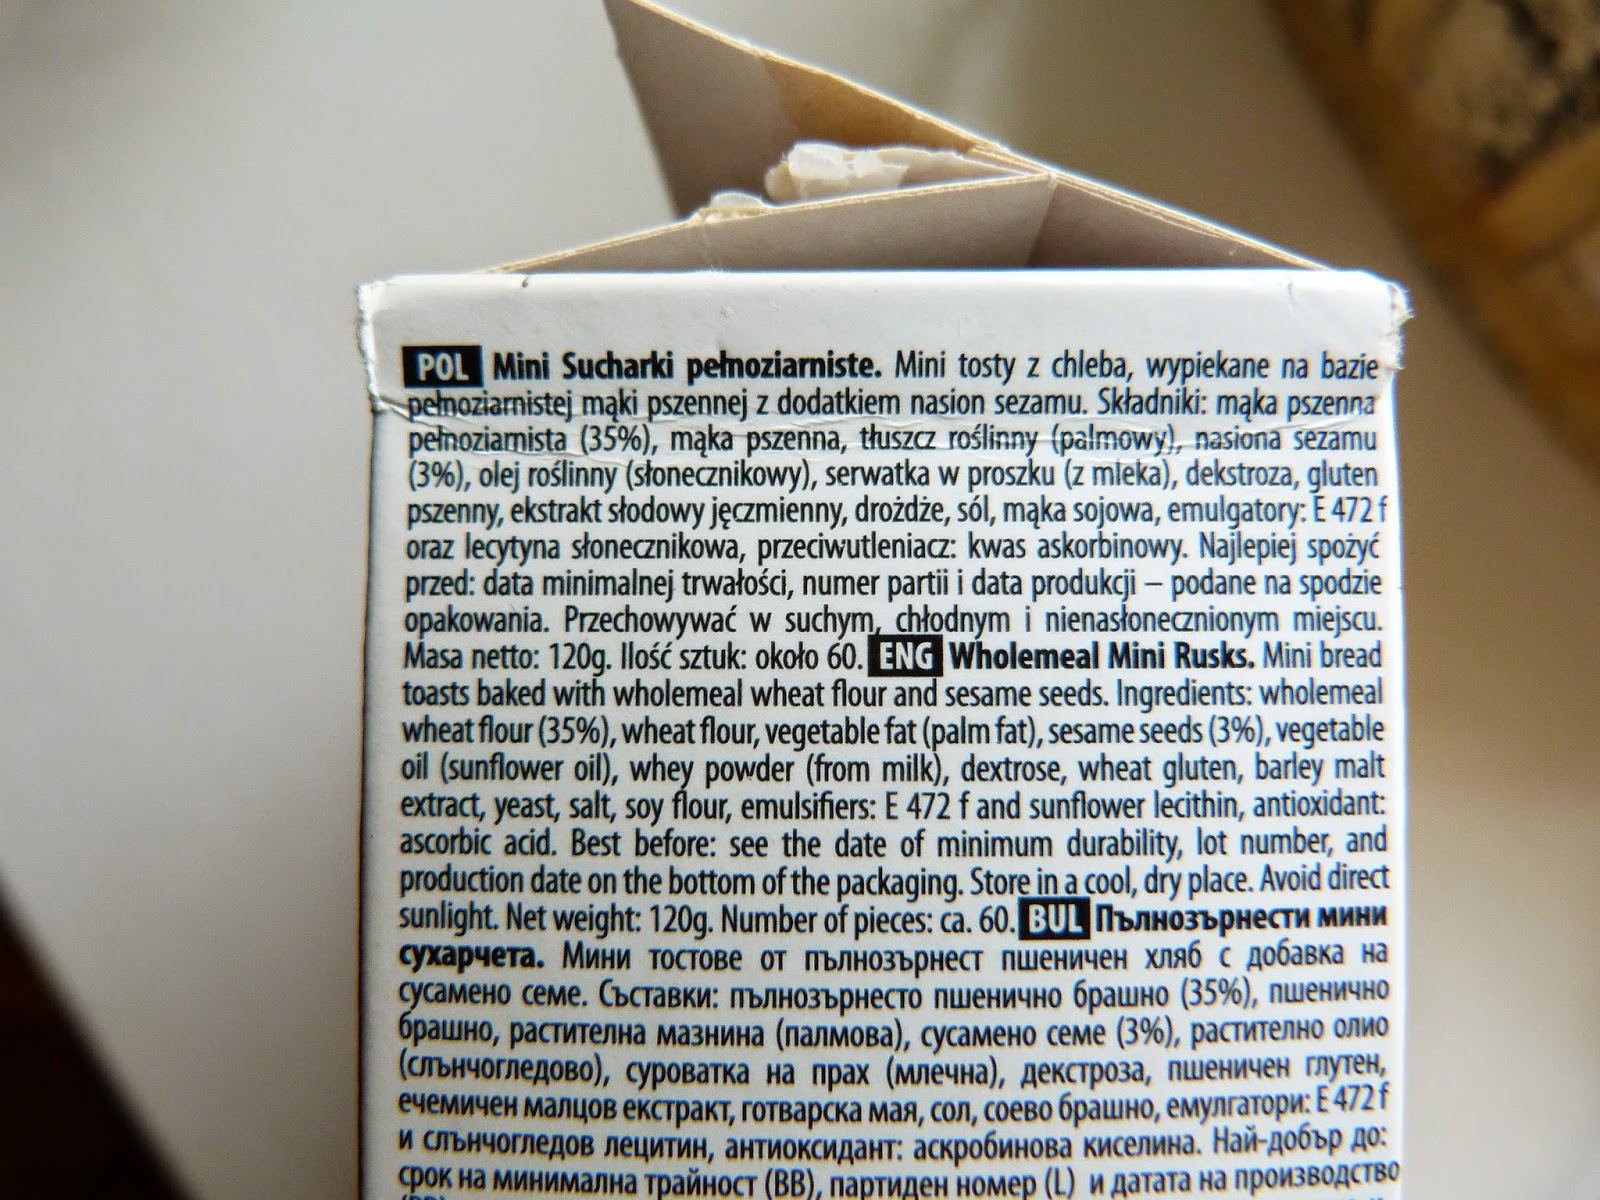 POL Mini Sucharki pełnoziarniste. Mini tosty z chleba, wypiekane na bazie
pełnoziarnistej mąki pszennej z dodatkiem nasion sezamu. Składniki: mąka pszenna
pełnoziarnista (35%), mąka pszenna, tłuszcz roślinny (palmowy), nasiona sezamu
(3%), olej roślinny (słonecznikowy), serwatka w proszku (z mleka), dekstroza, gluten
pszenny, ekstrakt słodowy jęczmienny, drożdże, sól, mąka sojowa, emulgatory: E 472 f
oraz lecytyna słonecznikowa, przeciwutleniacz: kwas askorbinowy. Najlepiej spożyć
przed: data minimalnej trwałości, numer partii i data produkcji – podane na spodzie
opakowania. Przechowywać w suchym, chłodnym i nienasłonecznionym miejscu.
Masa netto: 120g. Ilość sztuk: około 60. ENG Wholemeal Mini Rusks. Mini bread
toasts baked with wholemeal wheat flour and sesame seeds. Ingredients: wholemeal
wheat flour (35%), wheat flour, vegetable fat (palm fat), sesame seeds (3%), vegetable
oil (sunflower oil), whey powder (from milk), dextrose, wheat gluten, barley malt
extract, yeast, salt, soy flour, emulsifiers: E 472 f and sunflower lecithin, antioxidant:
ascorbic acid. Best before: see the date of minimum durability, lot number, and
production date on the bottom of the packaging. Store in a cool, dry place. Avoid direct
sunlight. Net weight: 120g. Number of pieces: ca. 60. BUL Пълнозърнести мини
сухарчета. Мини тостове от пълнозърнест пшеничен хляб с добавка на
сусамено семе. Съставки: пълнозърнесто пшенично брашно (35%), пшенично
брашно, растителна мазнина (палмова), сусамено семе (3%), растително олио
(слънчогледово), суроватка на прах (млечна), декстроза, пшеничен глутен,
ечемичен малцов екстракт, готварска мая, сол, соево брашно, емулгатори: E 472 f
и слънчогледов лецитин, антиоксидант: аскробинова киселина. Най-добър до:
срок на минимална трайност (BB), партиден номер (L) и датата на производство